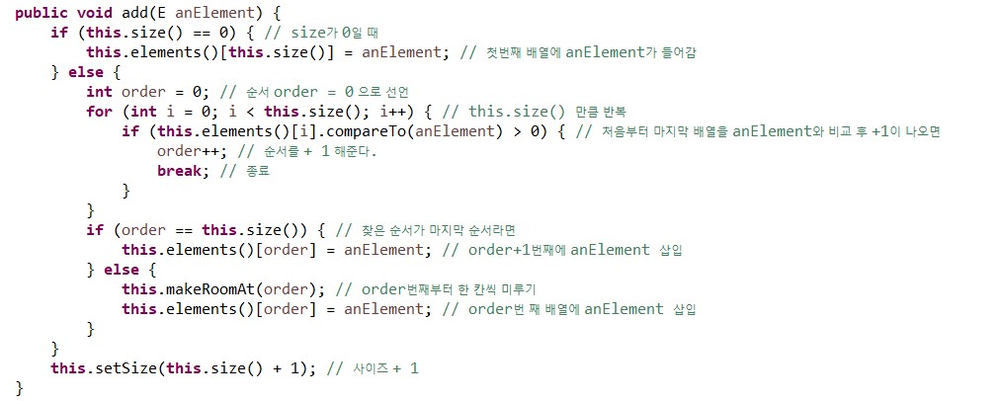 public void add(E anElement) {
    if (this.size() == 0) { // size가 0일 때
        this.elements()[this.size()] = anElement; // 첫번째 배열에 anElement가 들어감
    } else {
        int order = 0; // 순서 order = 0 으로 선언
        for (int i = 0; i < this.size(); i++) { // this.size() 만큼 반복
            if (this.elements()[i].compareTo(anElement) > 0) { // 처음부터 마지막 배열을 anElement와 비교 후 +1이 나오면
                order++; // 순서를 + 1 해준다.
                break; // 종료
            }
        }
        if (order == this.size()) { // 찾은 순서가 마지막 순서라면
            this.elements()[order] = anElement; // order+1번째에 anElement 삽입
        } else {
            this.makeRoomAt(order); // order번째부터 한 칸씩 미루기
            this.elements()[order] = anElement; // order번 째 배열에 anElement 삽입
        }
    }
    this.setSize(this.size() + 1); // 사이즈 + 1
}